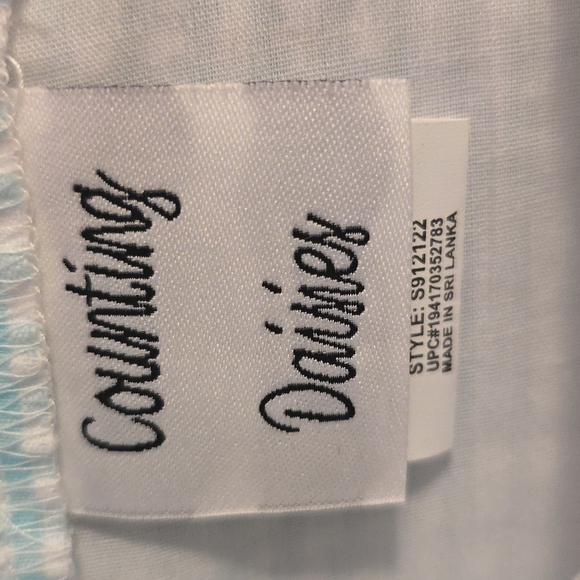 Counting
Daisies
STYLE: S912122
UPC#194170352783
MADE IN SRI LANKA